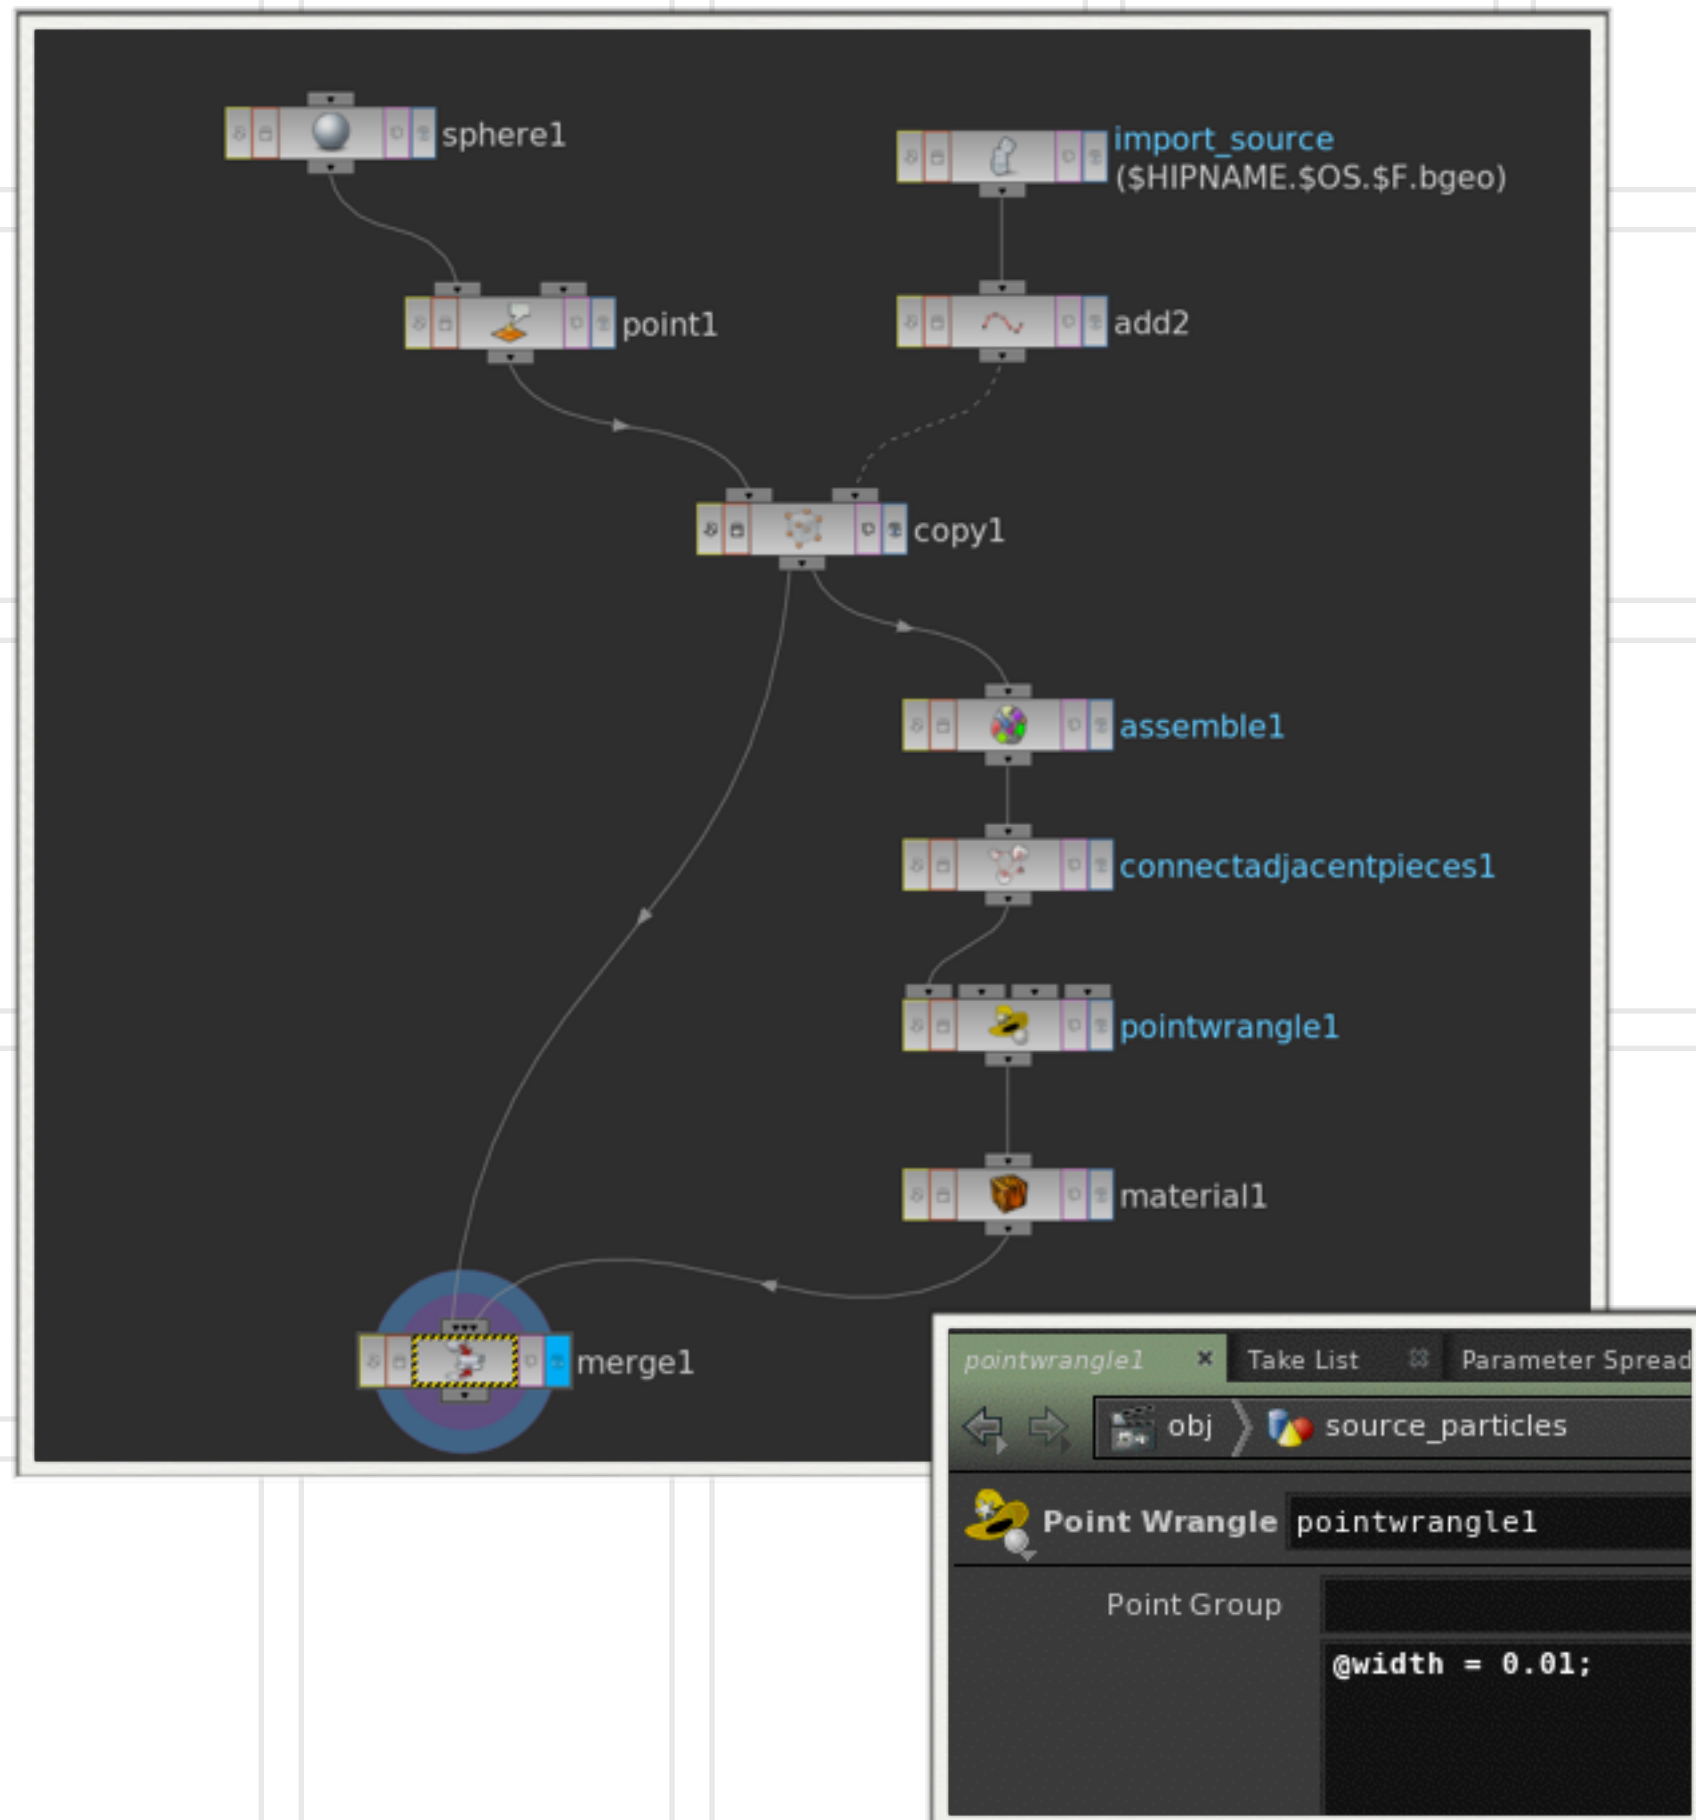 sphere1
import_source
($HIPNAME.$OS.$F.bgeo)
point1
add2
copy1
assemble1
connectadjacentpieces1
pointwrangle1
material1
merge1
pointwrangle1 Take List Parameter Spread
obj source_particles
Point Wrangle pointwrangle1
Point Group
@width = 0.01;